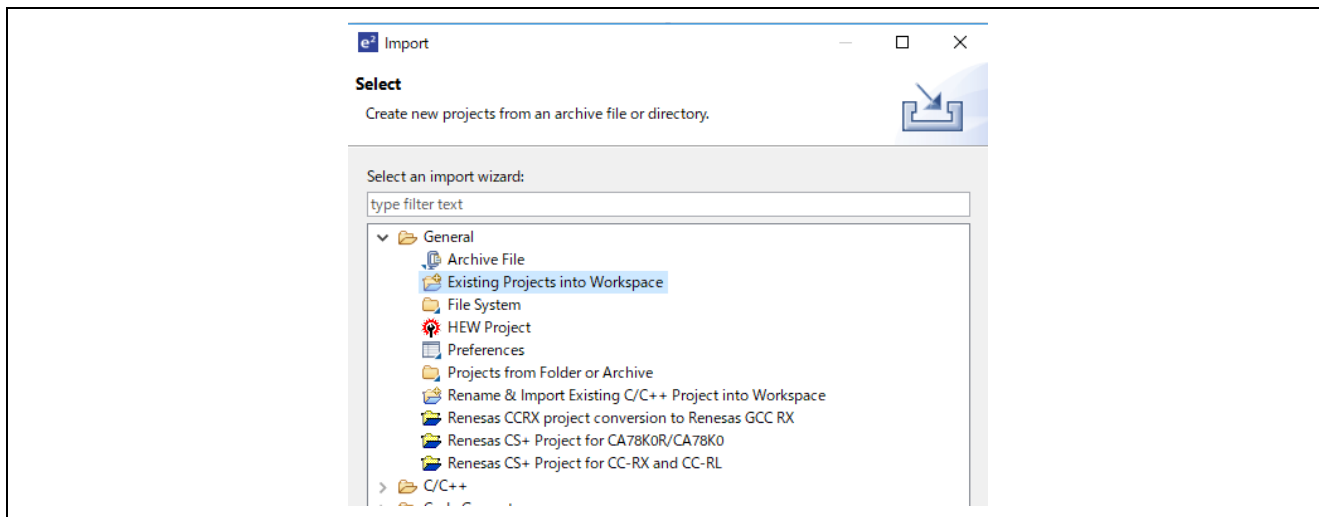 e² Import
Select
Create new projects from an archive file or directory.
Select an import wizard:
type filter text
General
Archive File
Existing Projects into Workspace
File System
HEW Project
Preferences
Projects from Folder or Archive
Rename & Import Existing C/C++ Project into Workspace
Renesas CCRX project conversion to Renesas GCC RX
Renesas CS+ Project for CA78K0R/CA78K0
Renesas CS+ Project for CC-RX and CC-RL
C/C++